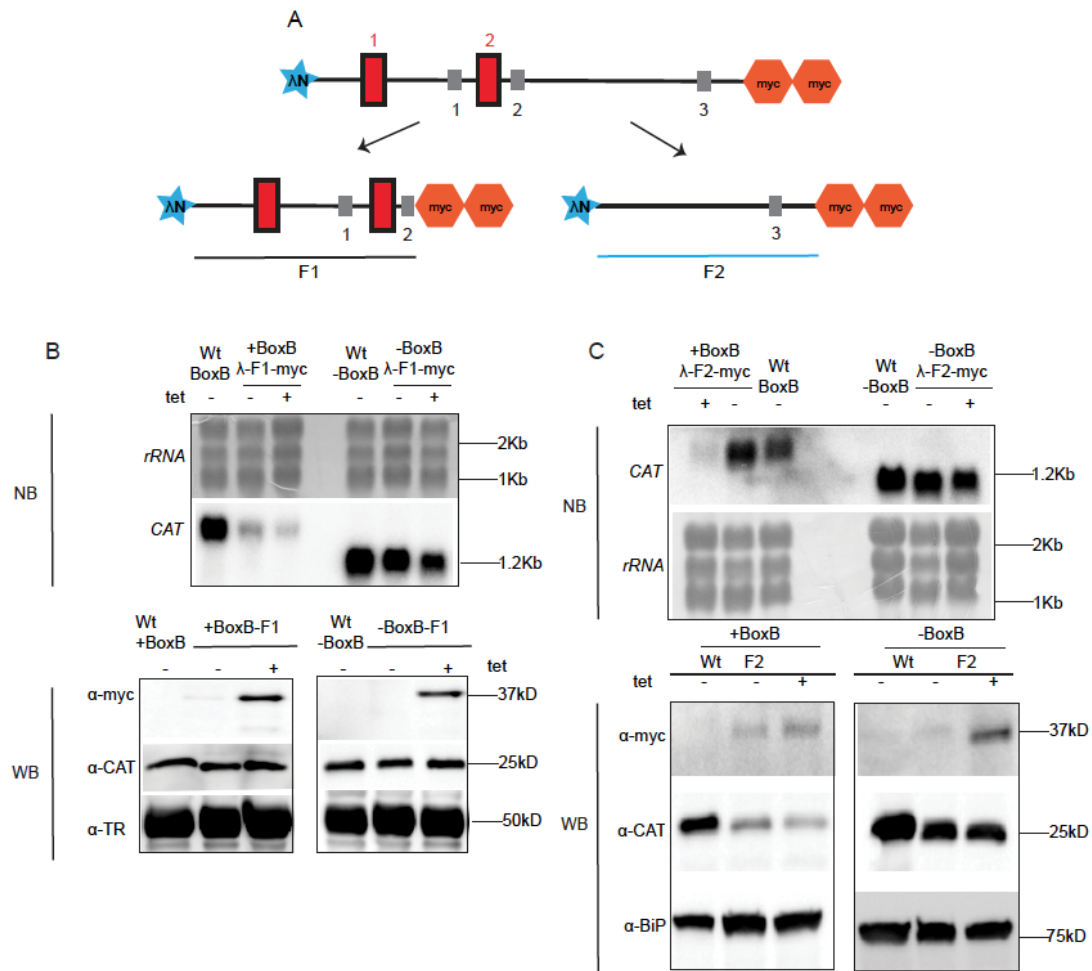 A
1 2
λN myc myc
1 2 3
λN myc myc λN myc myc
1 2 3
F1 F2
B
Wt BoxB
+BoxB λ-F1-myc
Wt -BoxB
-BoxB λ-F1-myc
tet - - + - - +
NB
rRNA
2Kb
1Kb
CAT
1.2Kb
Wt +BoxB
+BoxB-F1
Wt -BoxB
-BoxB-F1
- - + - - + tet
WB
α-myc 37kD
α-CAT 25kD
α-TR 50kD
C
+BoxB λ-F2-myc
Wt BoxB
Wt -BoxB
-BoxB λ-F2-myc
tet + - - - - +
NB
CAT
1.2Kb
rRNA
2Kb
1Kb
+BoxB -BoxB
Wt F2 Wt F2
tet - - + - - +
WB
α-myc 37kD
α-CAT 25kD
α-BiP 75kD